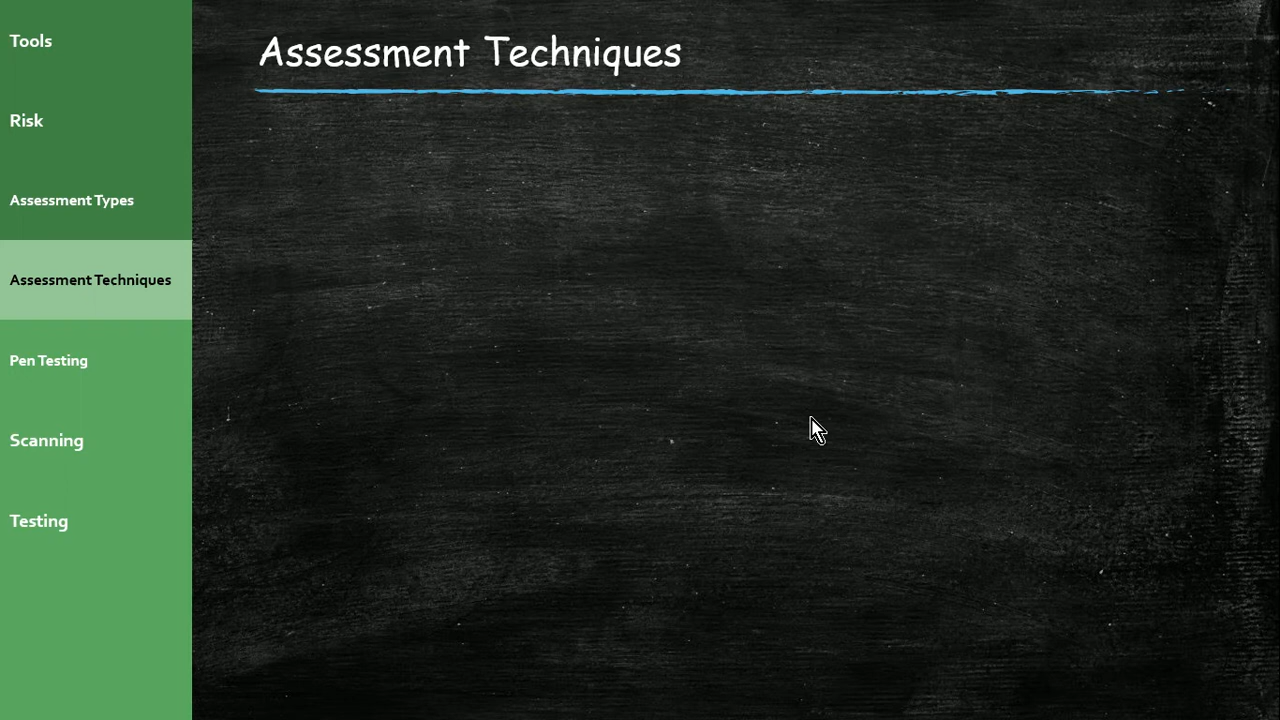 Tools
Risk
Assessment Types
Assessment Techniques
Pen Testing
Scanning
Testing
Assessment Techniques